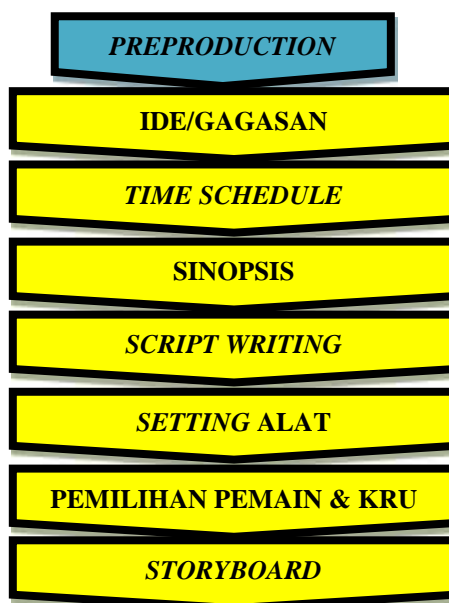 PREPRODUCTION
IDE/GAGASAN
TIME SCHEDULE
SINOPSIS
SCRIPT WRITING
SETTING ALAT
PEMILIHAN PEMAIN & KRU
STORYBOARD